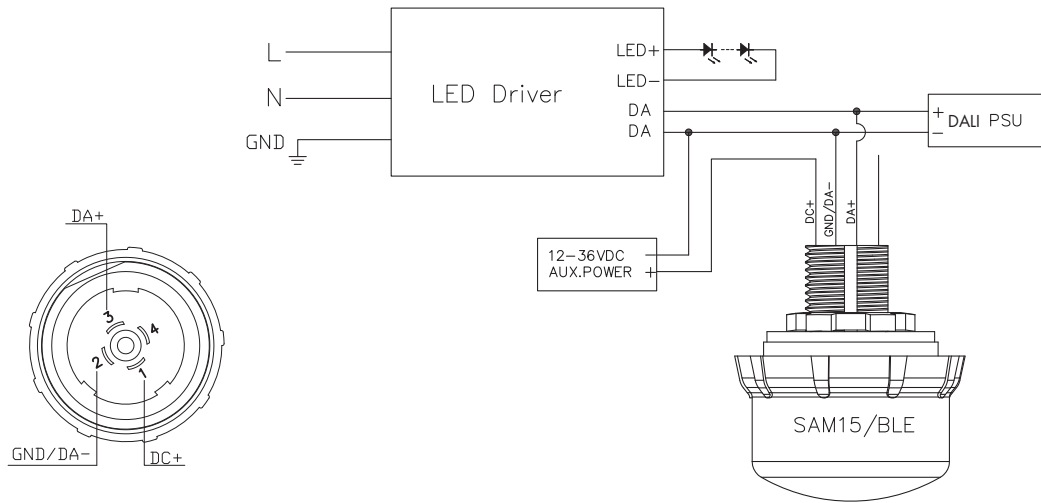 L
N
GND
LED Driver
LED+
LED-
DA
DA
+
-
DALI PSU
12-36VDC
AUX.POWER
-
+
DC+
GND/DA-
DA+
SAM15/BLE
DA+
3
4
2
1
GND/DA-
DC+